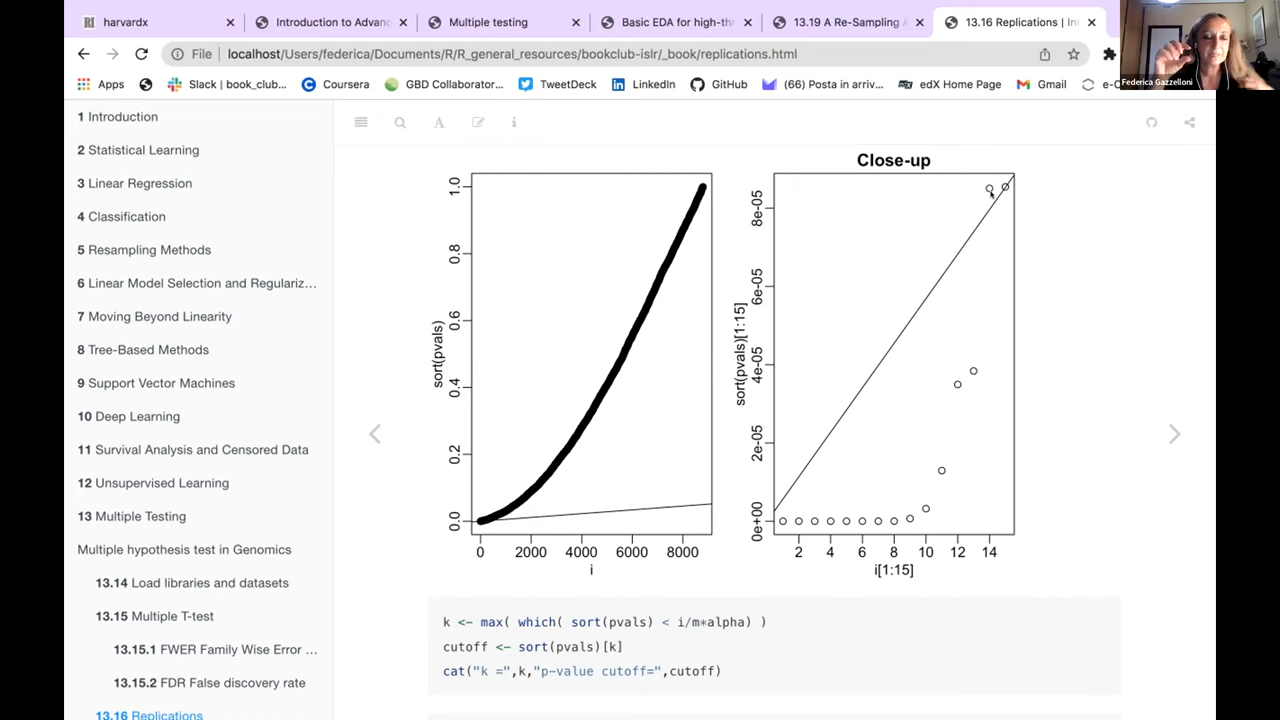 harvardx
Introduction to Advan
Multiple testing
Basic EDA for high-thr
13.19 A Re-Sampling A
13.16 Replications | Int
File
localhost/Users/federica/Documents/R/R_general_resources/bookclub-islr/_book/replications.html
Federica Gazzelloni
Apps
Slack | book_club...
Coursera
GBD Collaborator...
TweetDeck
LinkedIn
GitHub
(66) Posta in arriv...
edX Home Page
Gmail
1 Introduction
2 Statistical Learning
3 Linear Regression
4 Classification
5 Resampling Methods
6 Linear Model Selection and Regulariz...
7 Moving Beyond Linearity
8 Tree-Based Methods
9 Support Vector Machines
10 Deep Learning
11 Survival Analysis and Censored Data
12 Unsupervised Learning
13 Multiple Testing
Multiple hypothesis test in Genomics
13.14 Load libraries and datasets
13.15 Multiple T-test
13.15.1 FWER Family Wise Error ...
13.15.2 FDR False discovery rate
13.16 Replications
sort(pvals)
1.0
0.8
0.6
0.4
0.2
0.0
0 2000 4000 6000 8000
i
Close-up
sort(pvals)[1:15]
8e-05
6e-05
4e-05
2e-05
0e+00
2 4 6 8 10 12 14
i[1:15]
k <- max( which( sort(pvals) < i/m*alpha) )
cutoff <- sort(pvals)[k]
cat("k =",k,"p-value cutoff=",cutoff)